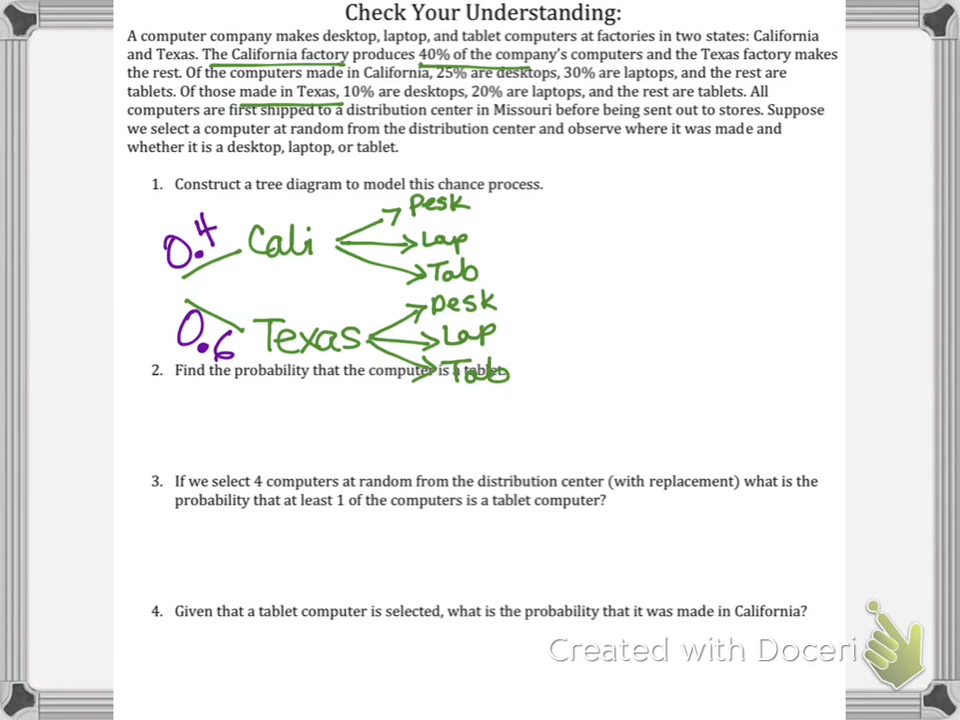 Check Your Understanding:
A computer company makes desktop, laptop, and tablet computers at factories in two states: California
and Texas. The California factory produces 40% of the company's computers and the Texas factory makes
the rest. Of the computers made in California, 25% are desktops, 30% are laptops, and the rest are
tablets. Of those made in Texas, 10% are desktops, 20% are laptops, and the rest are tablets. All
computers are first shipped to a distribution center in Missouri before being sent out to stores. Suppose
we select a computer at random from the distribution center and observe where it was made and
whether it is a desktop, laptop, or tablet.
1. Construct a tree diagram to model this chance process.
Desk
0.4 Cali Lap
Tab
Desk
0.6 Texas Lap
Tab
2. Find the probability that the computer is a tablet.
3. If we select 4 computers at random from the distribution center (with replacement) what is the
probability that at least 1 of the computers is a tablet computer?
4. Given that a tablet computer is selected, what is the probability that it was made in California?
Created with Doceri